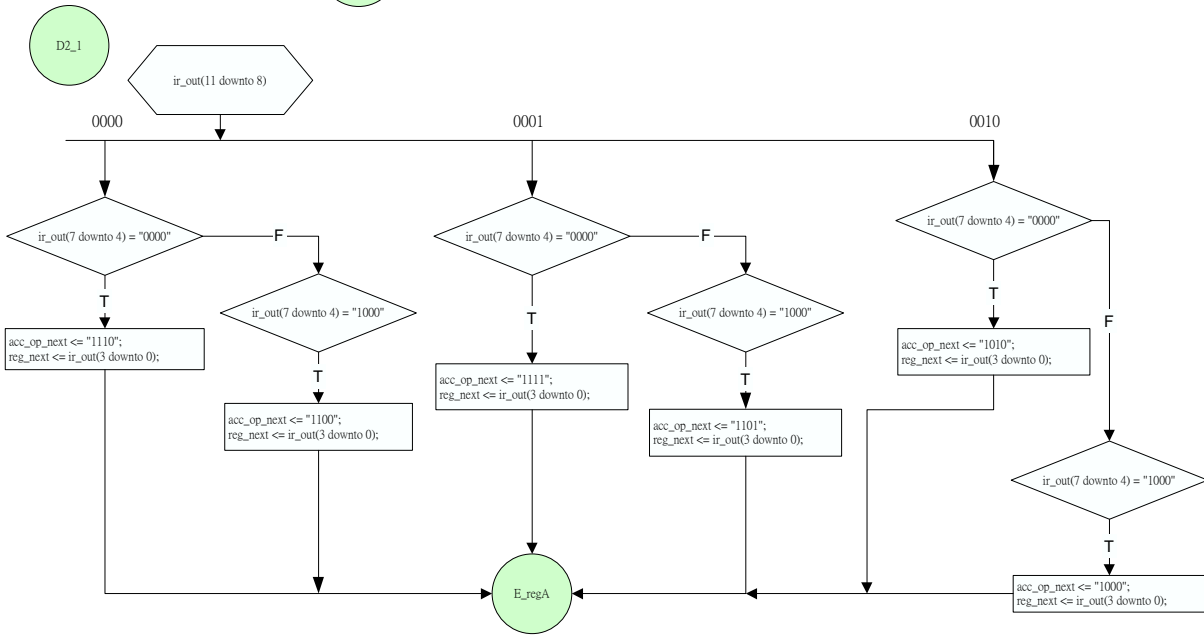 D2_1
ir_out(11 downto 8)
0000
0001
0010
ir_out(7 downto 4) = "0000"
F
ir_out(7 downto 4) = "0000"
F
ir_out(7 downto 4) = "0000"
T
ir_out(7 downto 4) = "1000"
T
ir_out(7 downto 4) = "1000"
T
F
acc_op_next <= "1110";
reg_next <= ir_out(3 downto 0);
T
acc_op_next <= "1111";
reg_next <= ir_out(3 downto 0);
T
acc_op_next <= "1010";
reg_next <= ir_out(3 downto 0);
acc_op_next <= "1100";
reg_next <= ir_out(3 downto 0);
acc_op_next <= "1101";
reg_next <= ir_out(3 downto 0);
ir_out(7 downto 4) = "1000"
T
E_regA
acc_op_next <= "1000";
reg_next <= ir_out(3 downto 0);